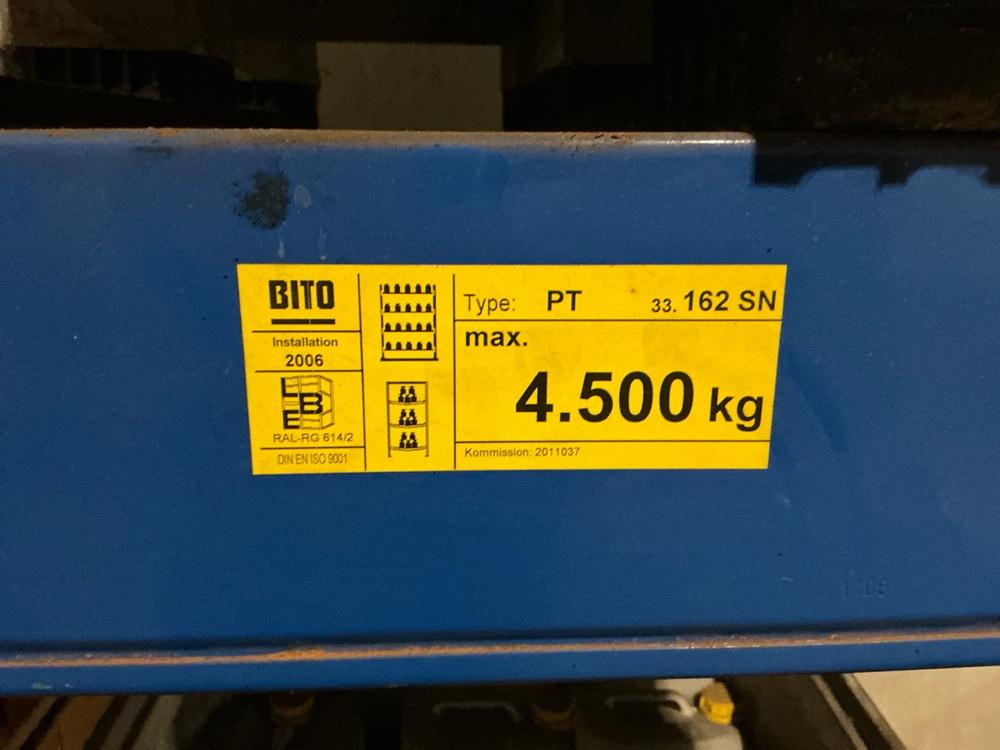 BITO
Installation
2006
LBE
RAL-RG 614/2
DIN EN ISO 9001
Type: PT 33. 162 SN
max.
4.500 kg
Kommission: 2011037